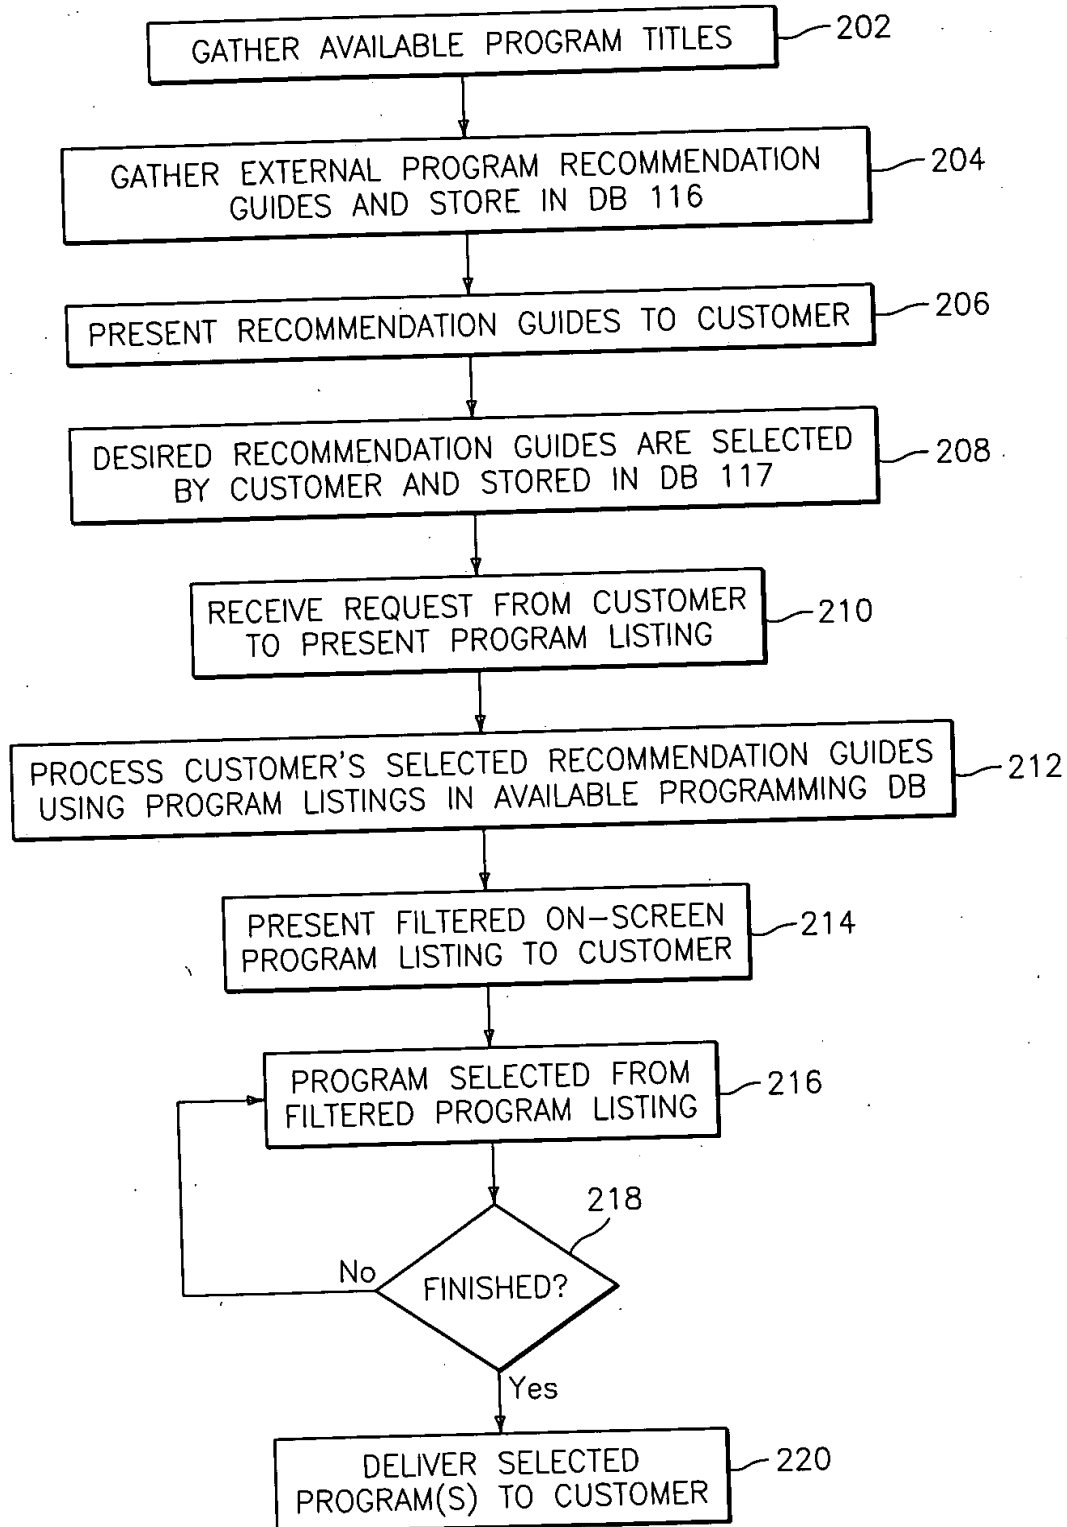 GATHER AVAILABLE PROGRAM TITLES
202
GATHER EXTERNAL PROGRAM RECOMMENDATION
GUIDES AND STORE IN DB 116
204
PRESENT RECOMMENDATION GUIDES TO CUSTOMER
206
DESIRED RECOMMENDATION GUIDES ARE SELECTED
BY CUSTOMER AND STORED IN DB 117
208
RECEIVE REQUEST FROM CUSTOMER
TO PRESENT PROGRAM LISTING
210
PROCESS CUSTOMER'S SELECTED RECOMMENDATION GUIDES
USING PROGRAM LISTINGS IN AVAILABLE PROGRAMMING DB
212
PRESENT FILTERED ON-SCREEN
PROGRAM LISTING TO CUSTOMER
214
PROGRAM SELECTED FROM
FILTERED PROGRAM LISTING
216
218
FINISHED?
No
Yes
DELIVER SELECTED
PROGRAM(S) TO CUSTOMER
220